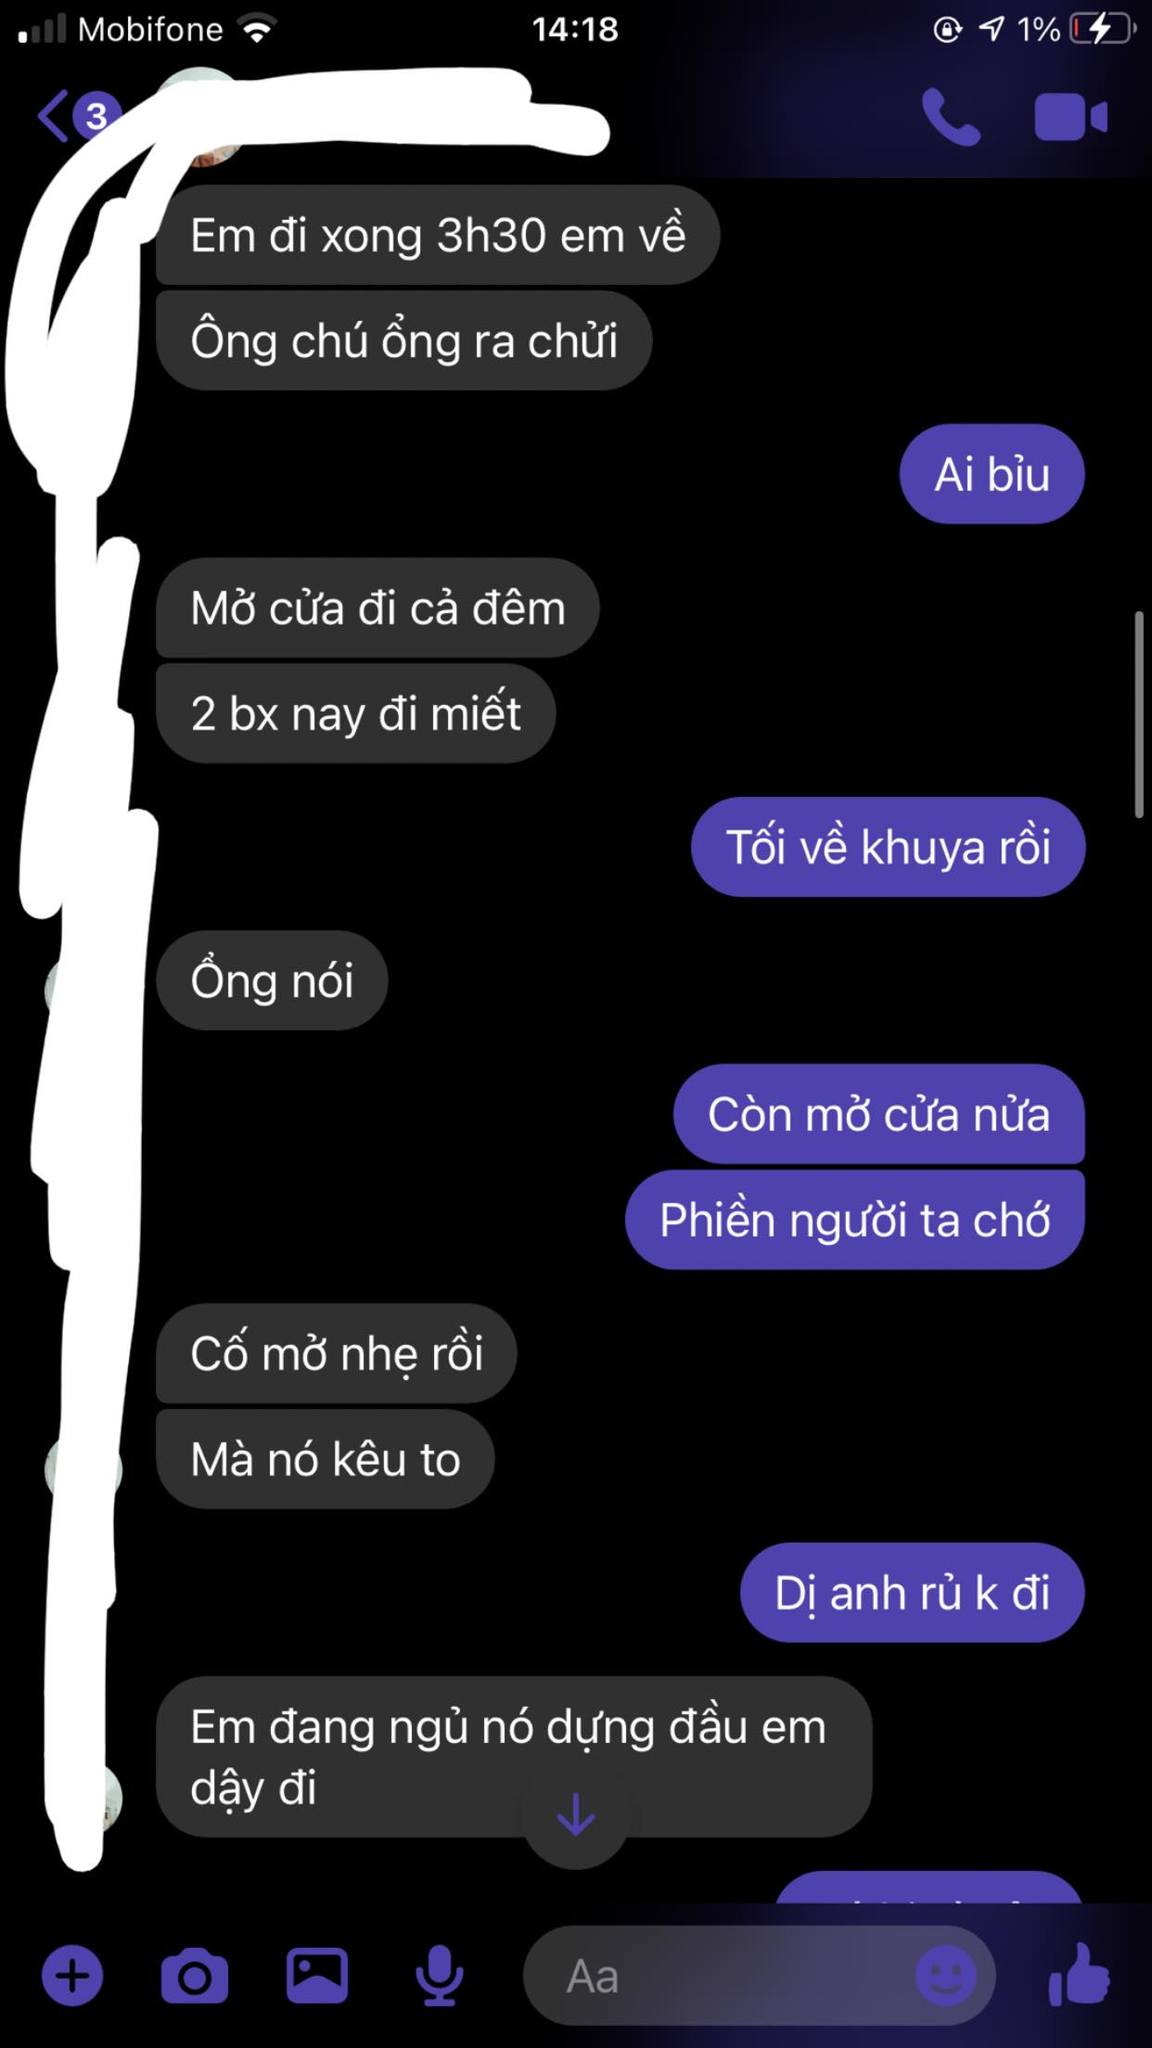 Mobifone
14:18
1%
3
Em đi xong 3h30 em về
Ông chú ổng ra chửi
Ai bỉu
Mở cửa đi cả đêm
2 bx nay đi miết
Tối về khuya rồi
Ổng nói
Còn mở cửa nửa
Phiền người ta chớ
Cố mở nhẹ rồi
Mà nó kêu to
Dị anh rủ k đi
Em đang ngủ nó dựng đầu em
dậy đi
Aa